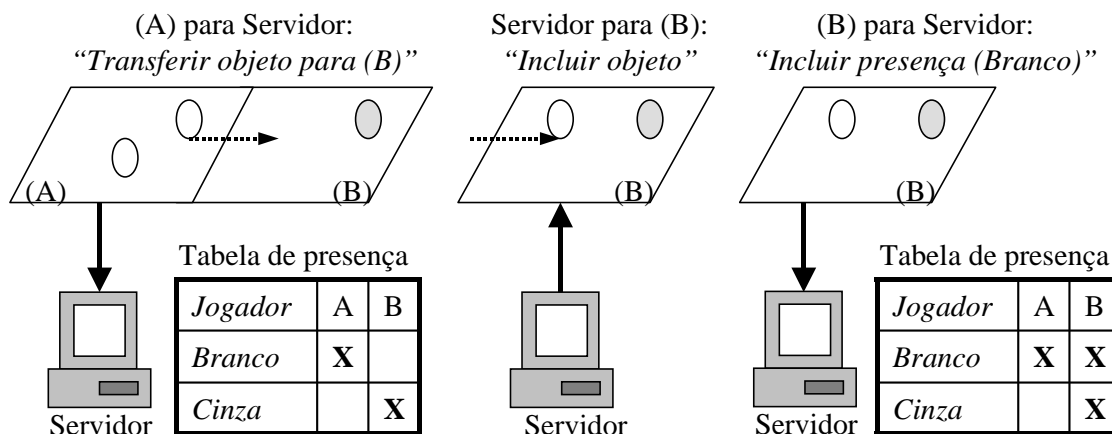 (A) para Servidor:
“Transferir objeto para (B)”
(A)
(B)
Tabela de presença
Jogador A B
Branco X
Cinza X
Servidor
Servidor para (B):
“Incluir objeto”
(B)
Servidor
(B) para Servidor:
“Incluir presença (Branco)”
(B)
Tabela de presença
Jogador A B
Branco X X
Cinza X
Servidor